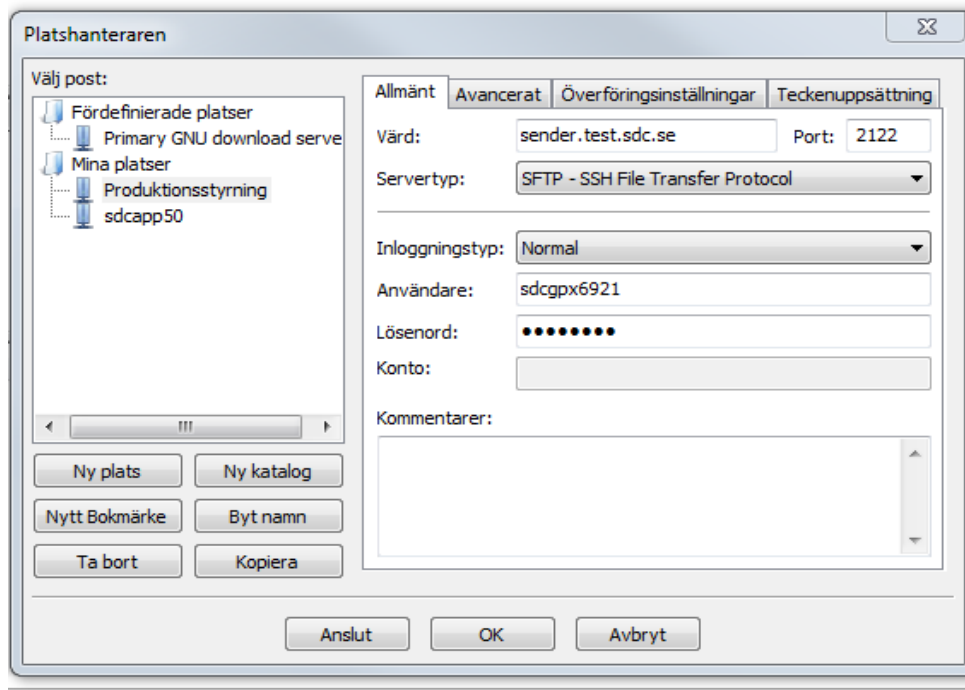 Platshanteraren
Välj post:
Fördefinierade platser
Primary GNU download serve
Mina platser
Produktionsstyrning
sdcapp50
Ny plats
Ny katalog
Nytt Bokmärke
Byt namn
Ta bort
Kopiera
Allmänt
Avancerat
Överföringsinställningar
Teckenuppsättning
Värd: sender.test.sdc.se Port: 2122
Servertyp: SFTP - SSH File Transfer Protocol
Inloggningstyp: Normal
Användare: sdcgpx6921
Lösenord: ●●●●●●●●
Konto:
Kommentarer:
Anslut
OK
Avbryt